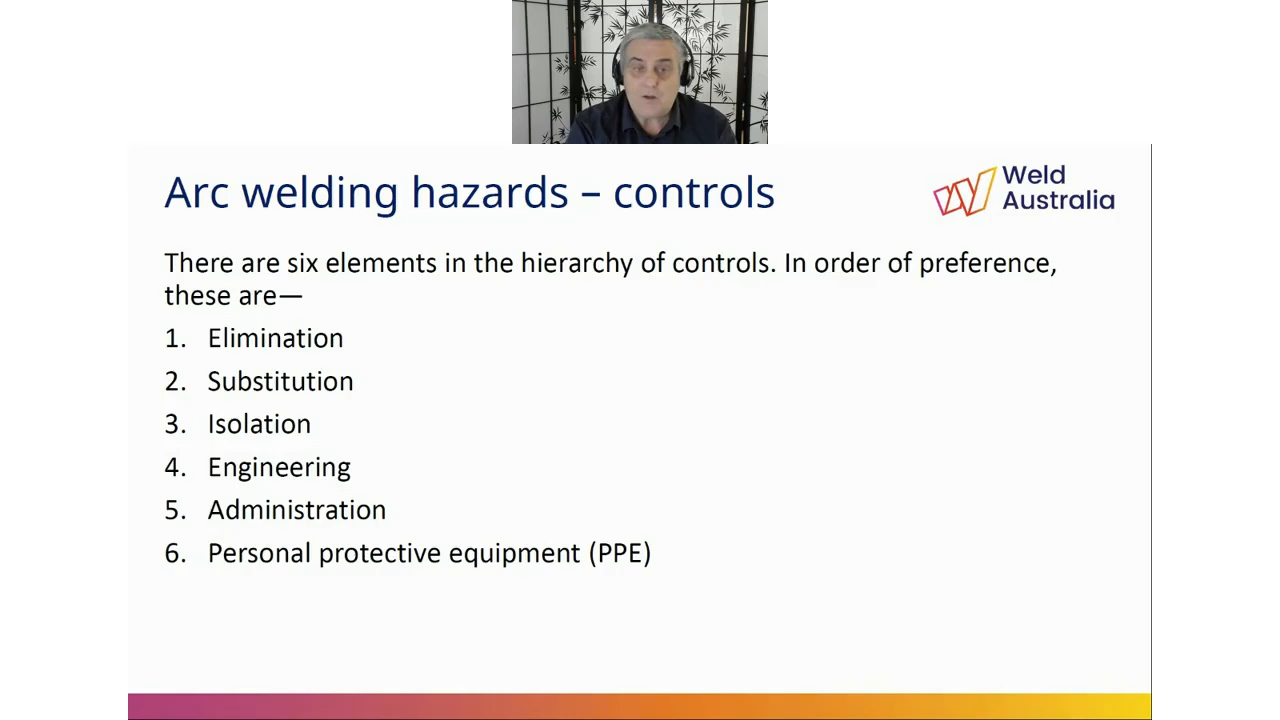 Arc welding hazards – controls
Weld
Australia
There are six elements in the hierarchy of controls. In order of preference,
these are—
1. Elimination
2. Substitution
3. Isolation
4. Engineering
5. Administration
6. Personal protective equipment (PPE)